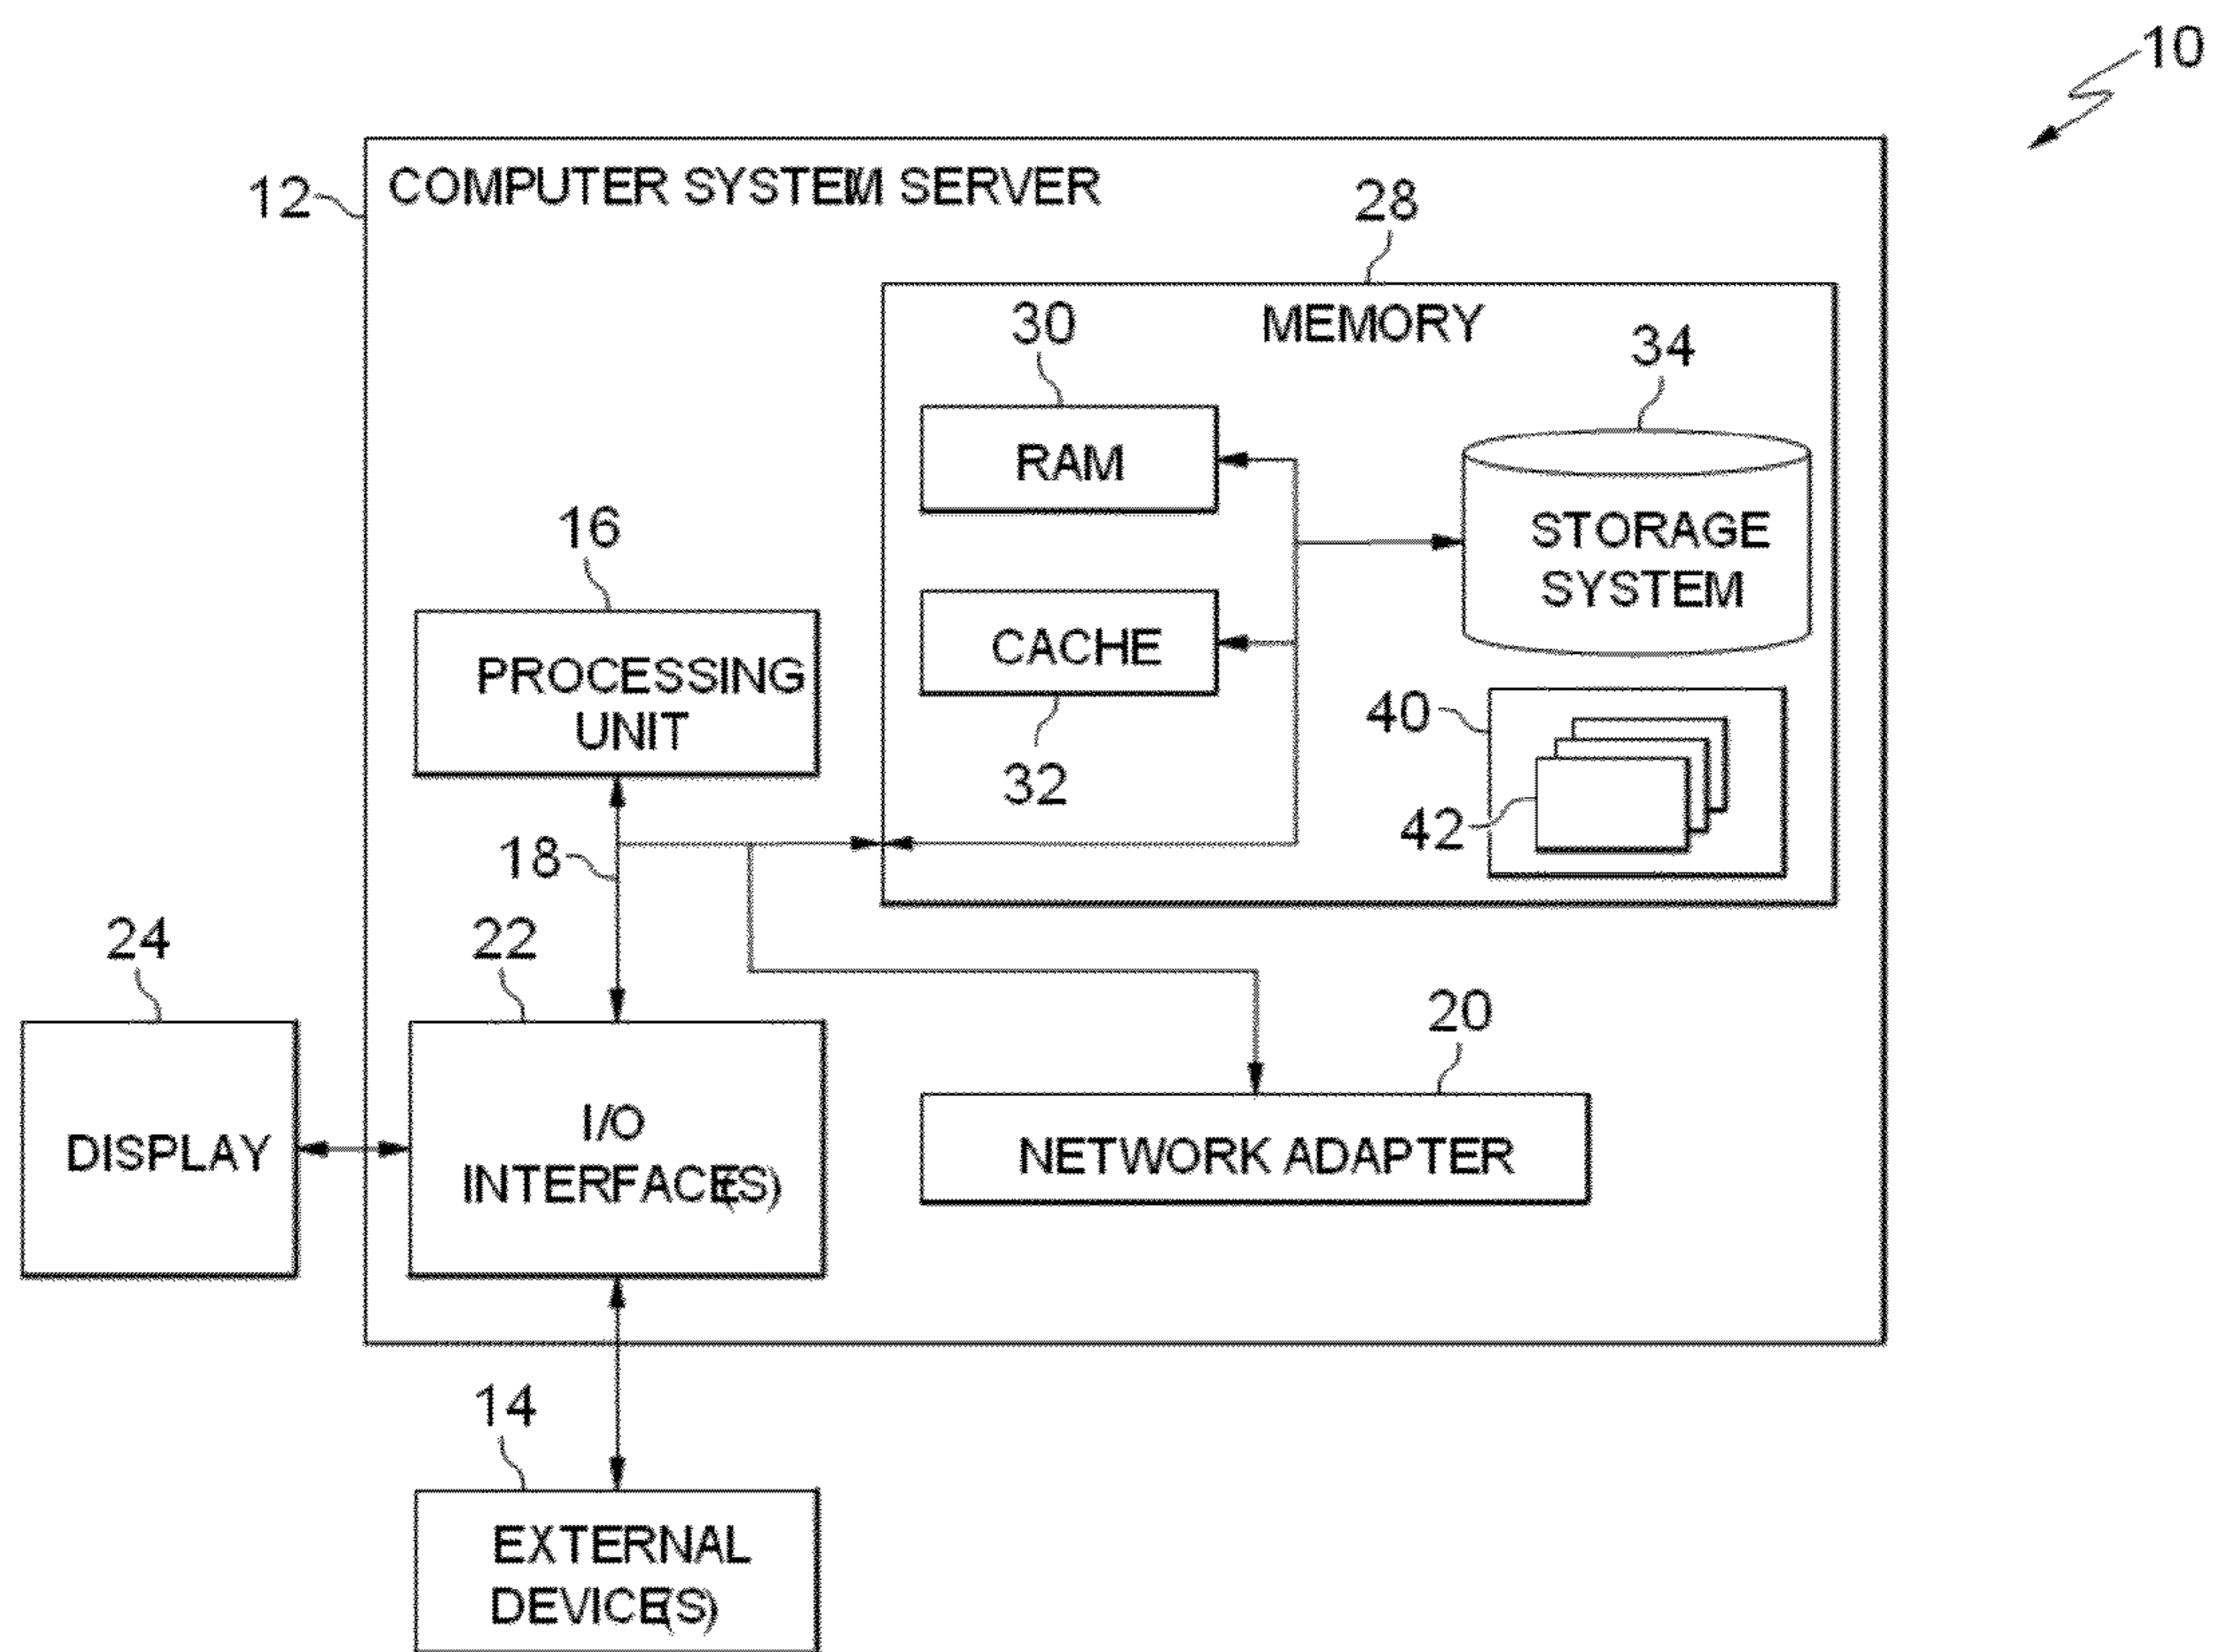 10
12
COMPUTER SYSTEM SERVER
28
MEMORY
30
34
RAM
STORAGE
SYSTEM
16
CACHE
PROCESSING
UNIT
40
32
42
18
24
22
20
DISPLAY
I/O
INTERFACE(S)
NETWORK ADAPTER
14
EXTERNAL
DEVICE(S)